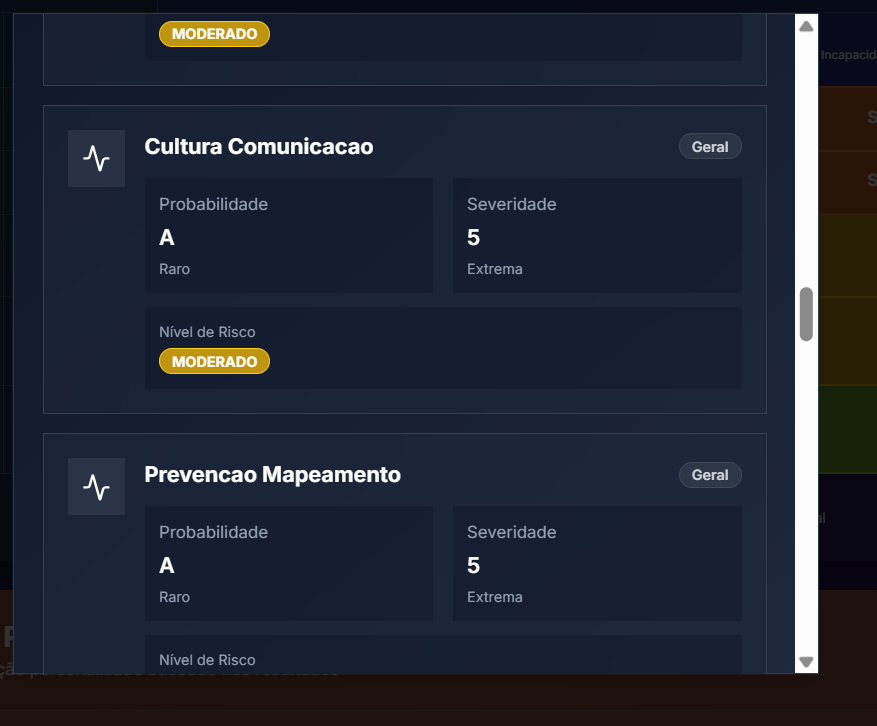 MODERADO
Incapacid
Cultura Comunicacao
Geral
Probabilidade
A
Raro
Severidade
5
Extrema
Nível de Risco
MODERADO
Prevencao Mapeamento
Geral
Probabilidade
A
Raro
Severidade
5
Extrema
Nível de Risco